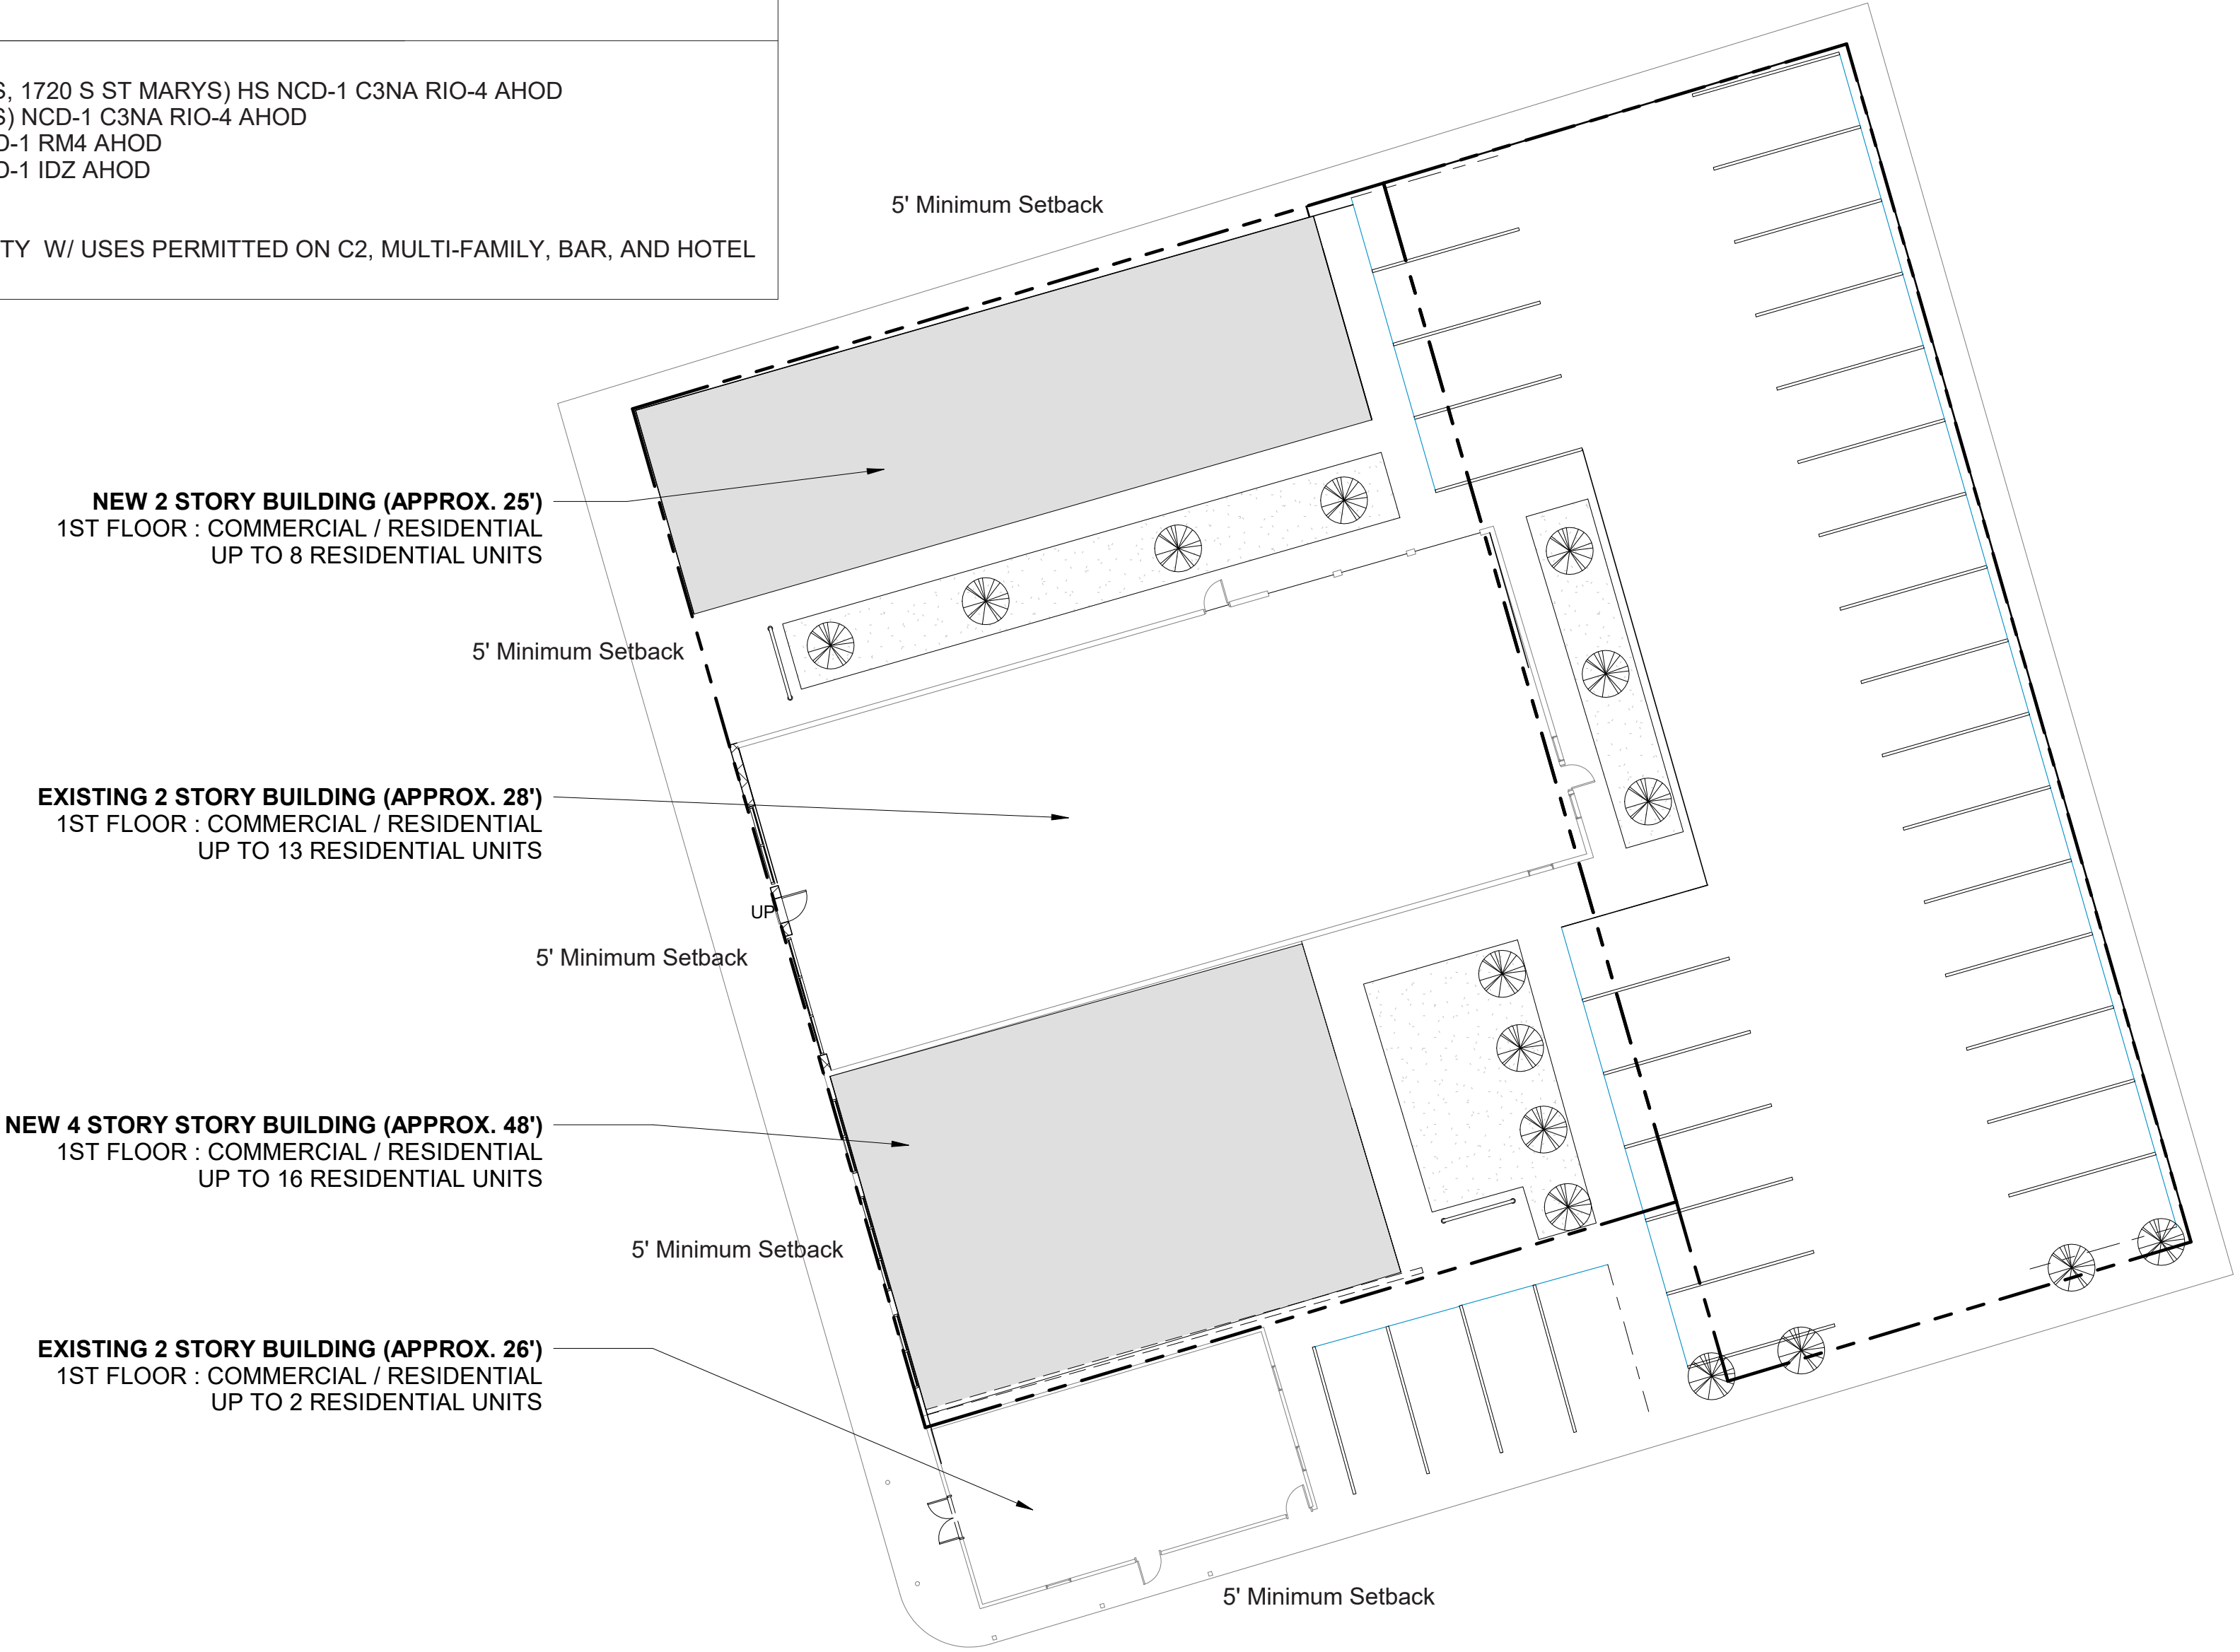 S, 1720 S ST MARYS) HS NCD-1 C3NA RIO-4 AHOD
S) NCD-1 C3NA RIO-4 AHOD
D-1 RM4 AHOD
D-1 IDZ AHOD
TY W/ USES PERMITTED ON C2, MULTI-FAMILY, BAR, AND HOTEL
5' Minimum Setback
NEW 2 STORY BUILDING (APPROX. 25')
1ST FLOOR : COMMERCIAL / RESIDENTIAL
UP TO 8 RESIDENTIAL UNITS
5' Minimum Setback
EXISTING 2 STORY BUILDING (APPROX. 28')
1ST FLOOR : COMMERCIAL / RESIDENTIAL
UP TO 13 RESIDENTIAL UNITS
UP
5' Minimum Setback
NEW 4 STORY STORY BUILDING (APPROX. 48')
1ST FLOOR : COMMERCIAL / RESIDENTIAL
UP TO 16 RESIDENTIAL UNITS
5' Minimum Setback
EXISTING 2 STORY BUILDING (APPROX. 26')
1ST FLOOR : COMMERCIAL / RESIDENTIAL
UP TO 2 RESIDENTIAL UNITS
5' Minimum Setback